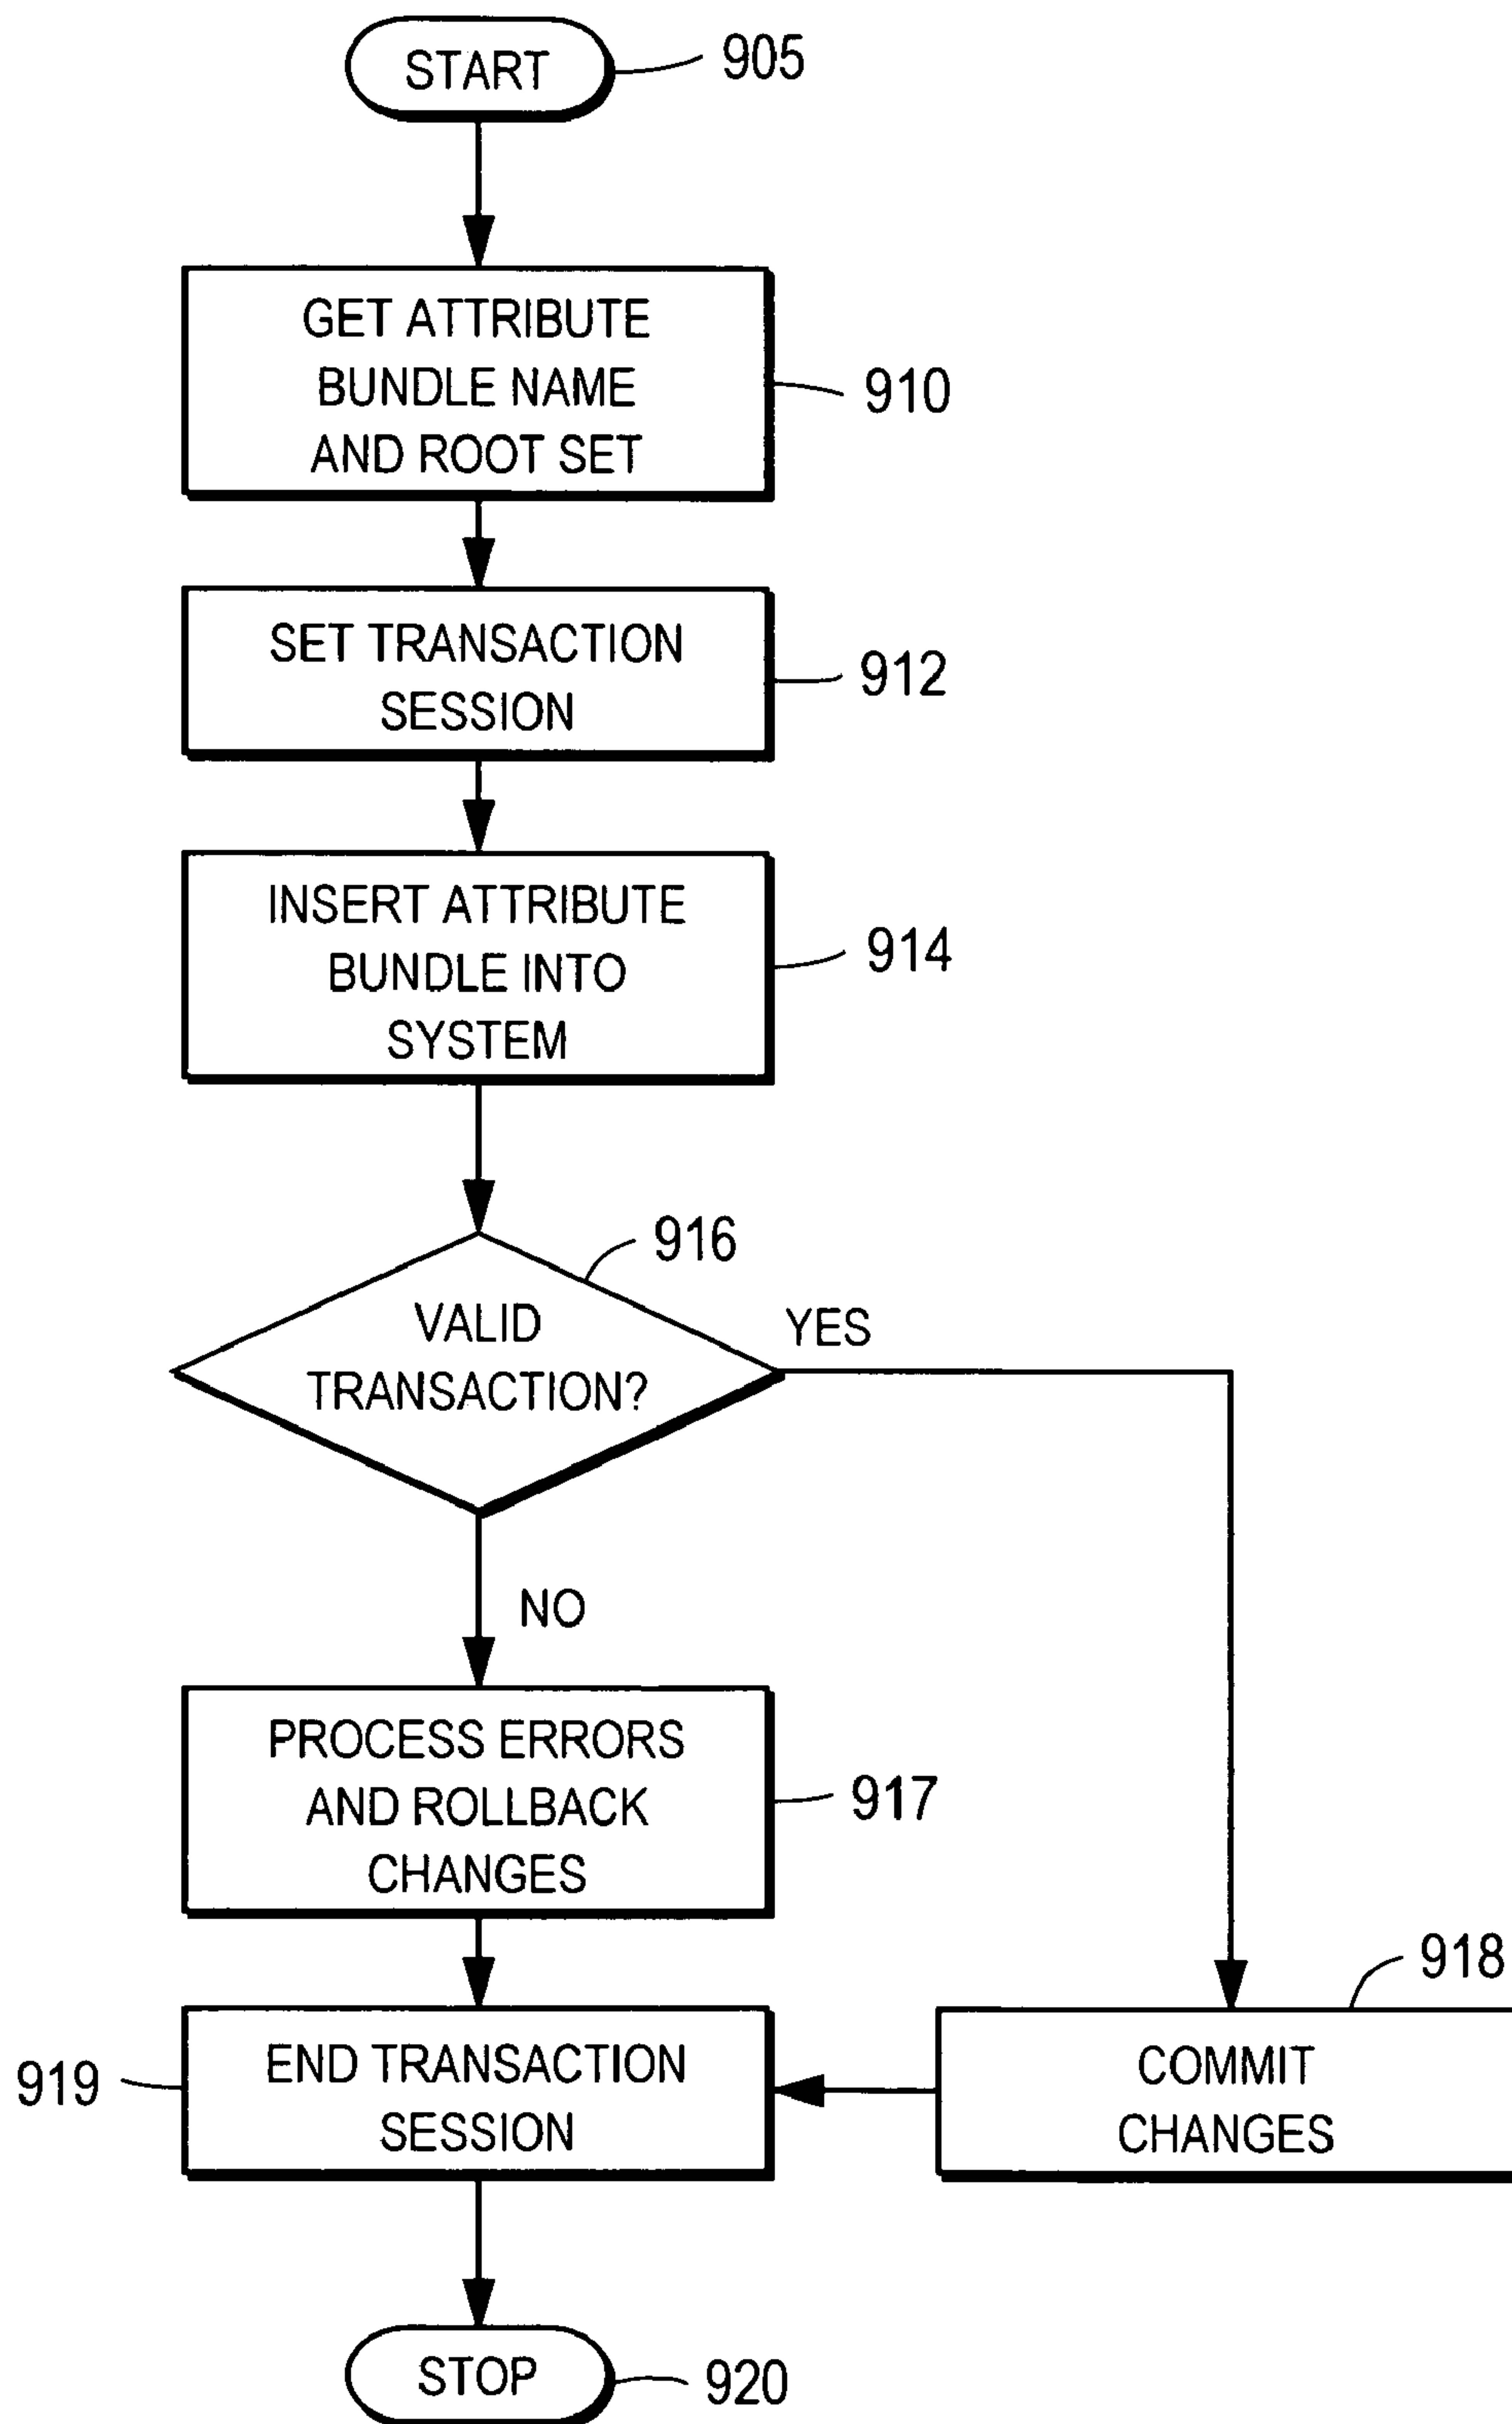 START
905
GET ATTRIBUTE
BUNDLE NAME
AND ROOT SET
910
SET TRANSACTION
SESSION
912
INSERT ATTRIBUTE
BUNDLE INTO
SYSTEM
914
916
VALID
TRANSACTION?
YES
NO
PROCESS ERRORS
AND ROLLBACK
CHANGES
917
918
919
END TRANSACTION
SESSION
COMMIT
CHANGES
STOP
920